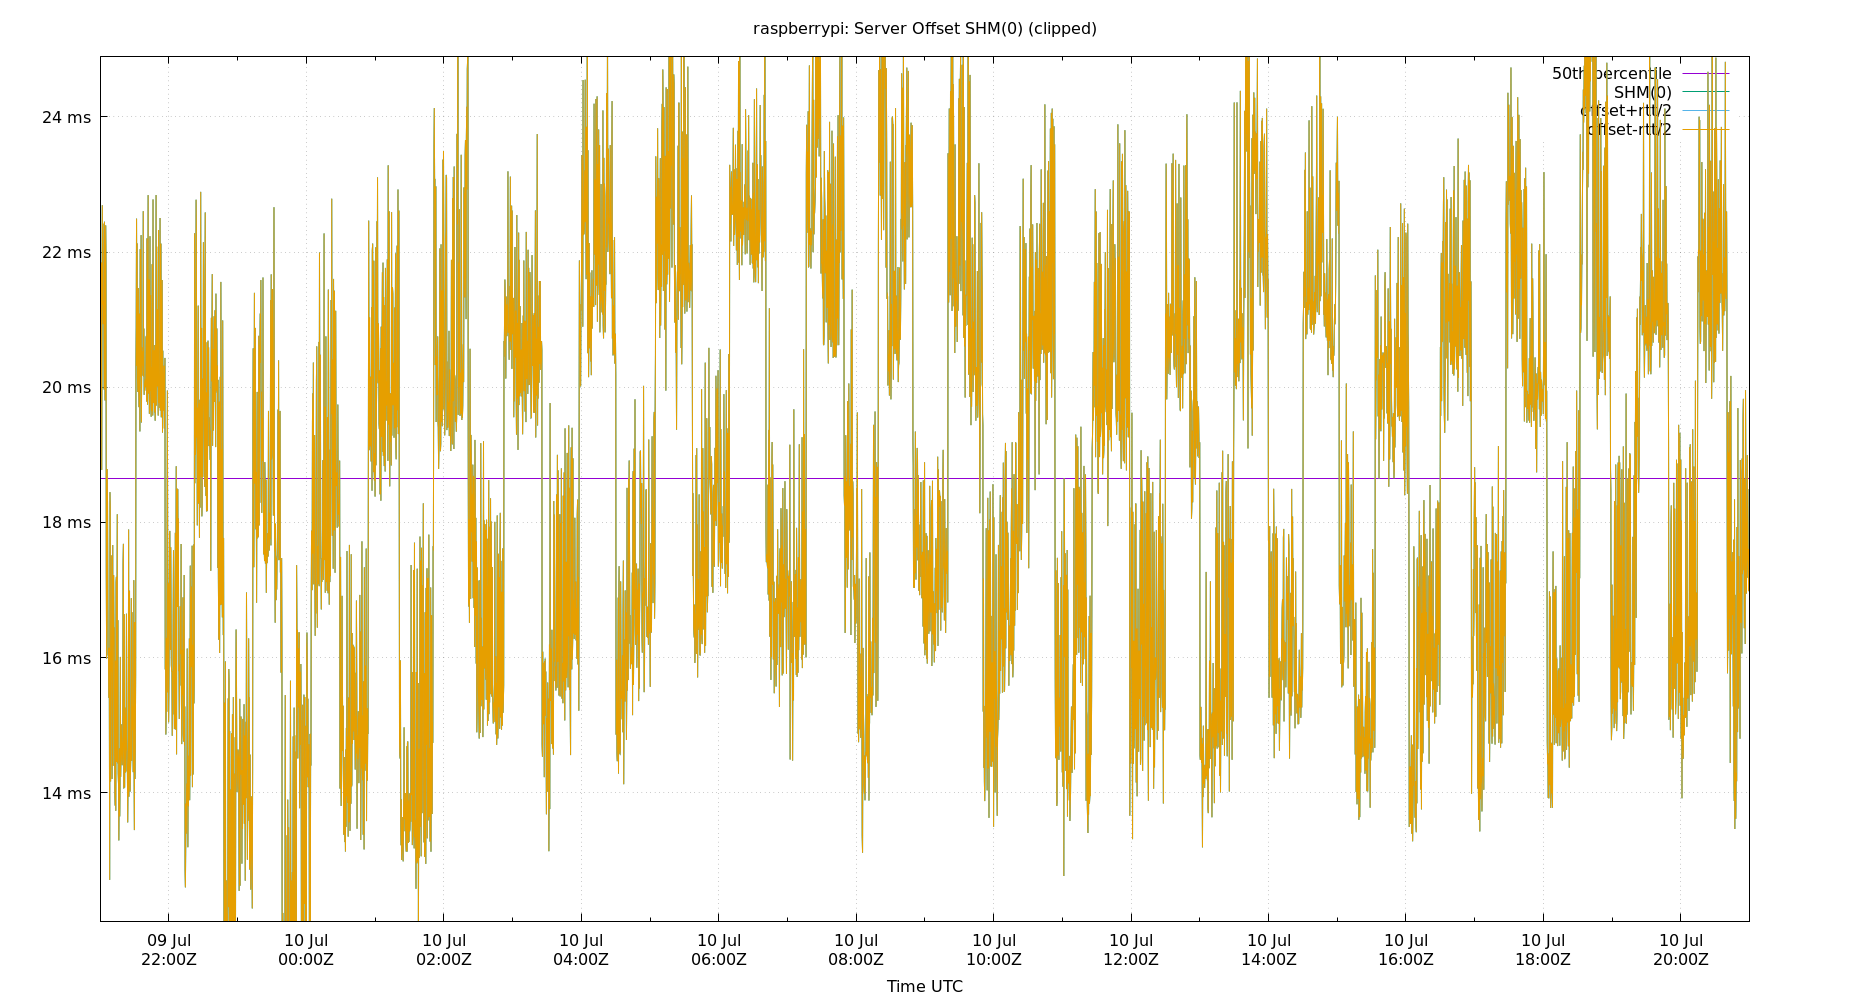 raspberrypi: Server Offset SHM(0) (clipped)
50th percentile
SHM(0)
offset+rtt/2
offset-rtt/2
24 ms
22 ms
20 ms
18 ms
16 ms
14 ms
09 Jul 10 Jul 10 Jul 10 Jul 10 Jul 10 Jul 10 Jul 10 Jul 10 Jul 10 Jul 10 Jul 10 Jul
22:00Z 00:00Z 02:00Z 04:00Z 06:00Z 08:00Z 10:00Z 12:00Z 14:00Z 16:00Z 18:00Z 20:00Z
Time UTC